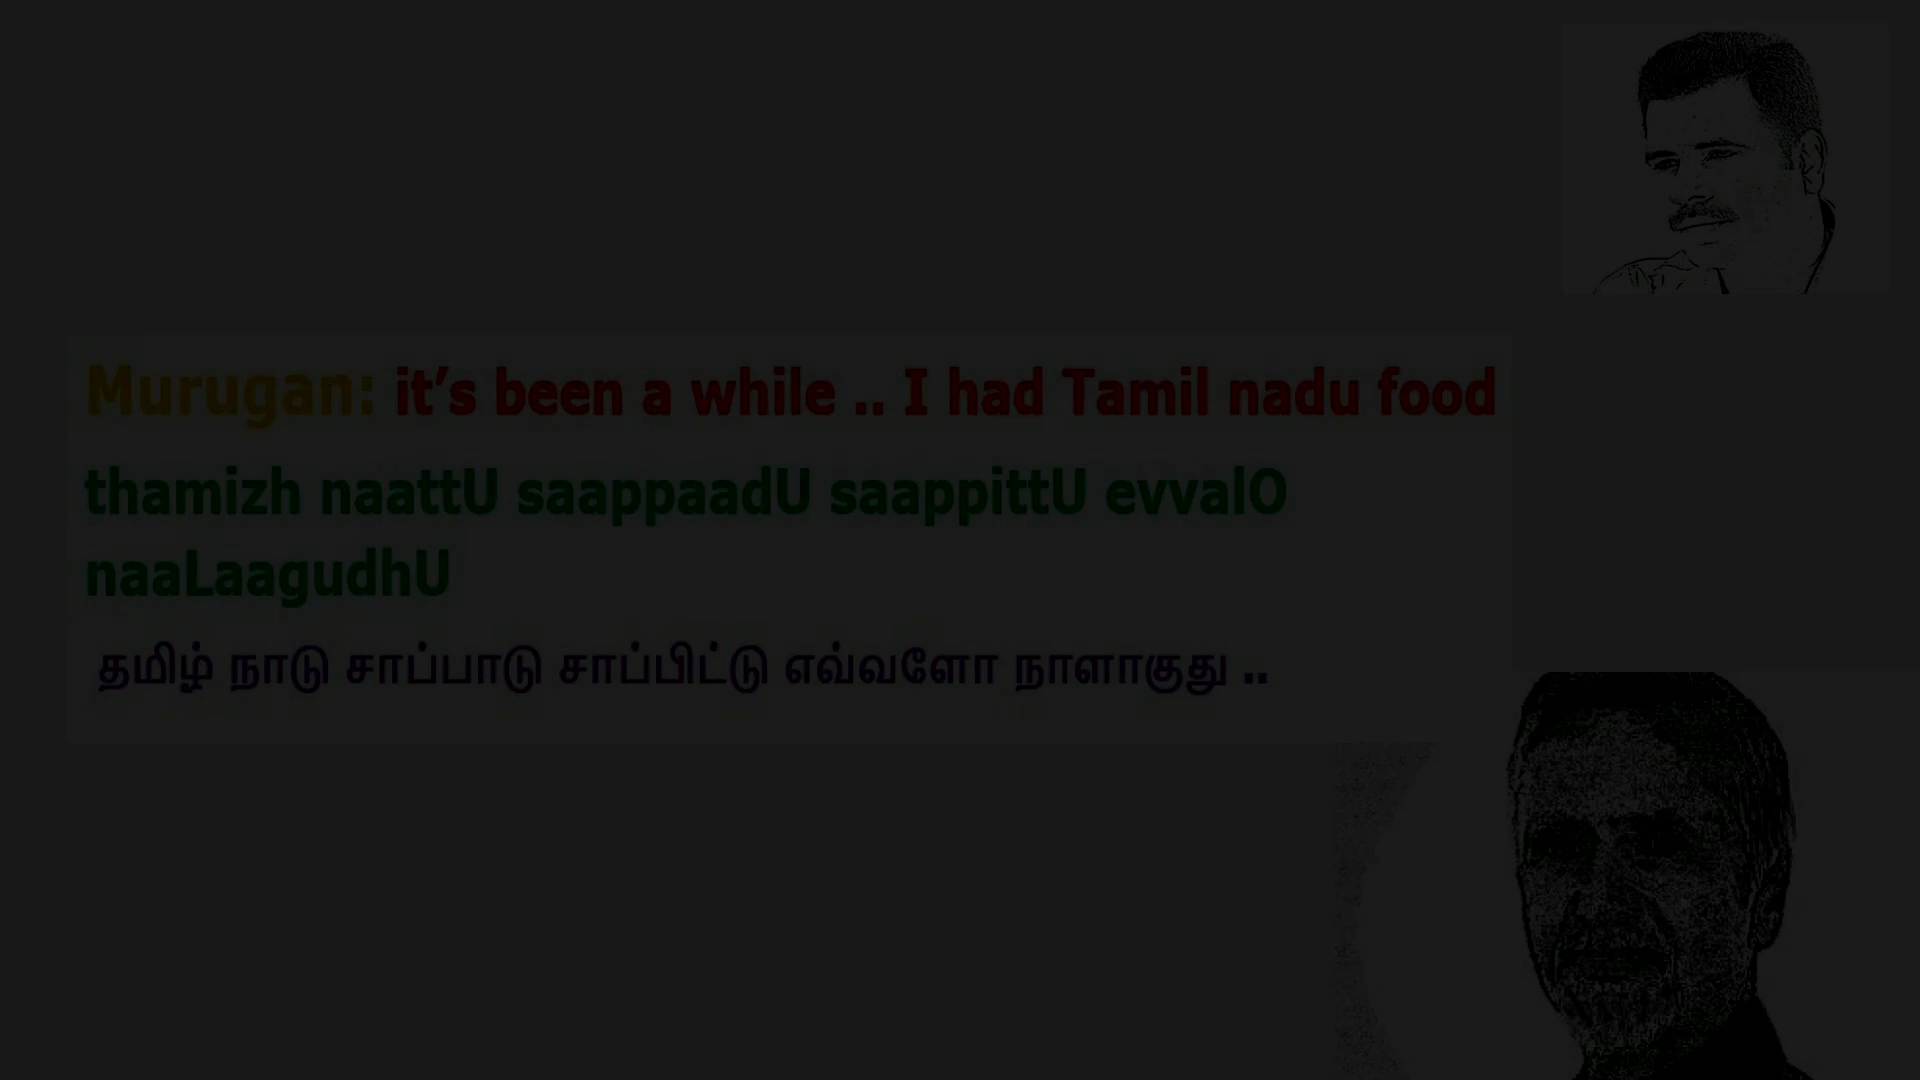 Murugan: it’s been a while .. I had Tamil nadu food
thamizh naattU saappaadU saappittU evvalO
naaLaagudhU
தமிழ் நாடு சாப்பாடு சாப்பிட்டு எவ்வளோ நாளாகுது ..